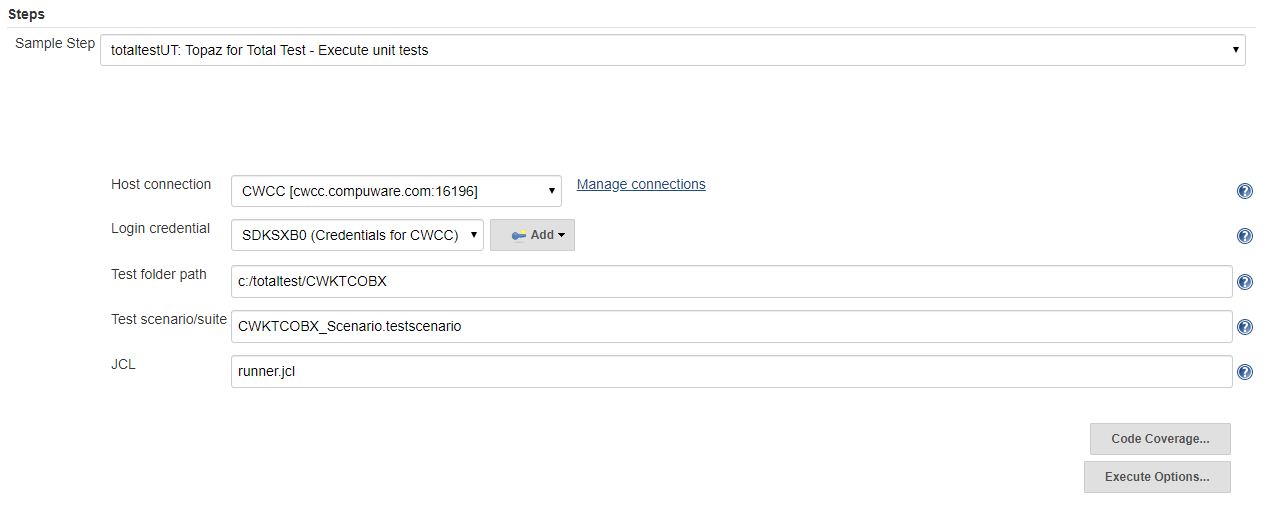 Steps
Sample Step totaltestUT: Topaz for Total Test - Execute unit tests
Host connection CWCC [cwcc.compuware.com:16196] Manage connections ?
Login credential SDKSXB0 (Credentials for CWCC) Add ?
Test folder path c:/totaltest/CWKTCOBX ?
Test scenario/suite CWKTCOBX_Scenario.testscenario ?
JCL runner.jcl ?
Code Coverage...
Execute Options...